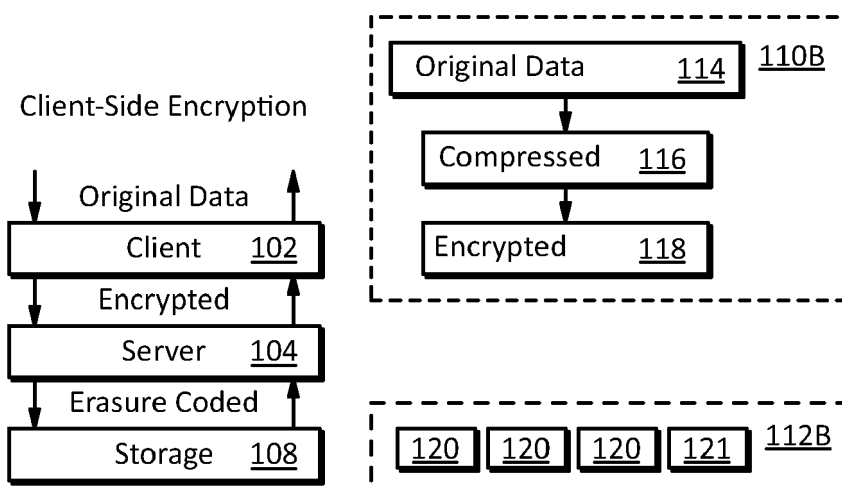 Client-Side Encryption
Original Data
Client 102
Encrypted
Server 104
Erasure Coded
Storage 108
110B
Original Data 114
Compressed 116
Encrypted 118
112B
120 120 120 121